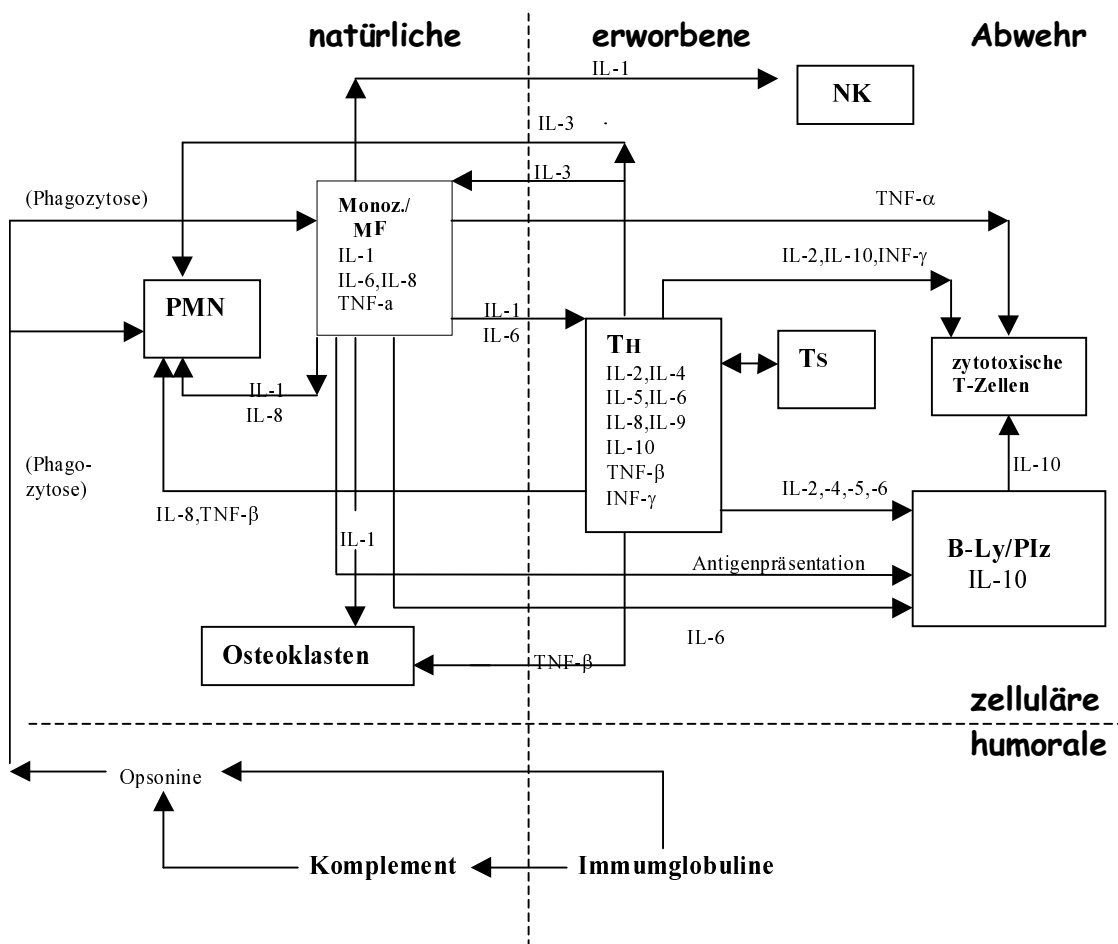 natürliche
erworbene
Abwehr
IL-1
NK
IL-3
IL-3
(Phagozytose)
Monoz./
MF
IL-1
IL-6,IL-8
TNF-a
TNF-α
IL-2,IL-10,INF-γ
PMN
IL-1
IL-6
TH
IL-2,IL-4
IL-5,IL-6
IL-8,IL-9
IL-10
TNF-β
INF-γ
TS
zytotoxische
T-Zellen
IL-1
IL-8
(Phago-
zytose)
IL-8,TNF-β
IL-10
IL-2,-4,-5,-6
IL-1
B-Ly/PIz
IL-10
Antigenpräsentation
IL-6
Osteoklasten
TNF-β
zelluläre
humorale
Opsonine
Komplement
Immumglobuline